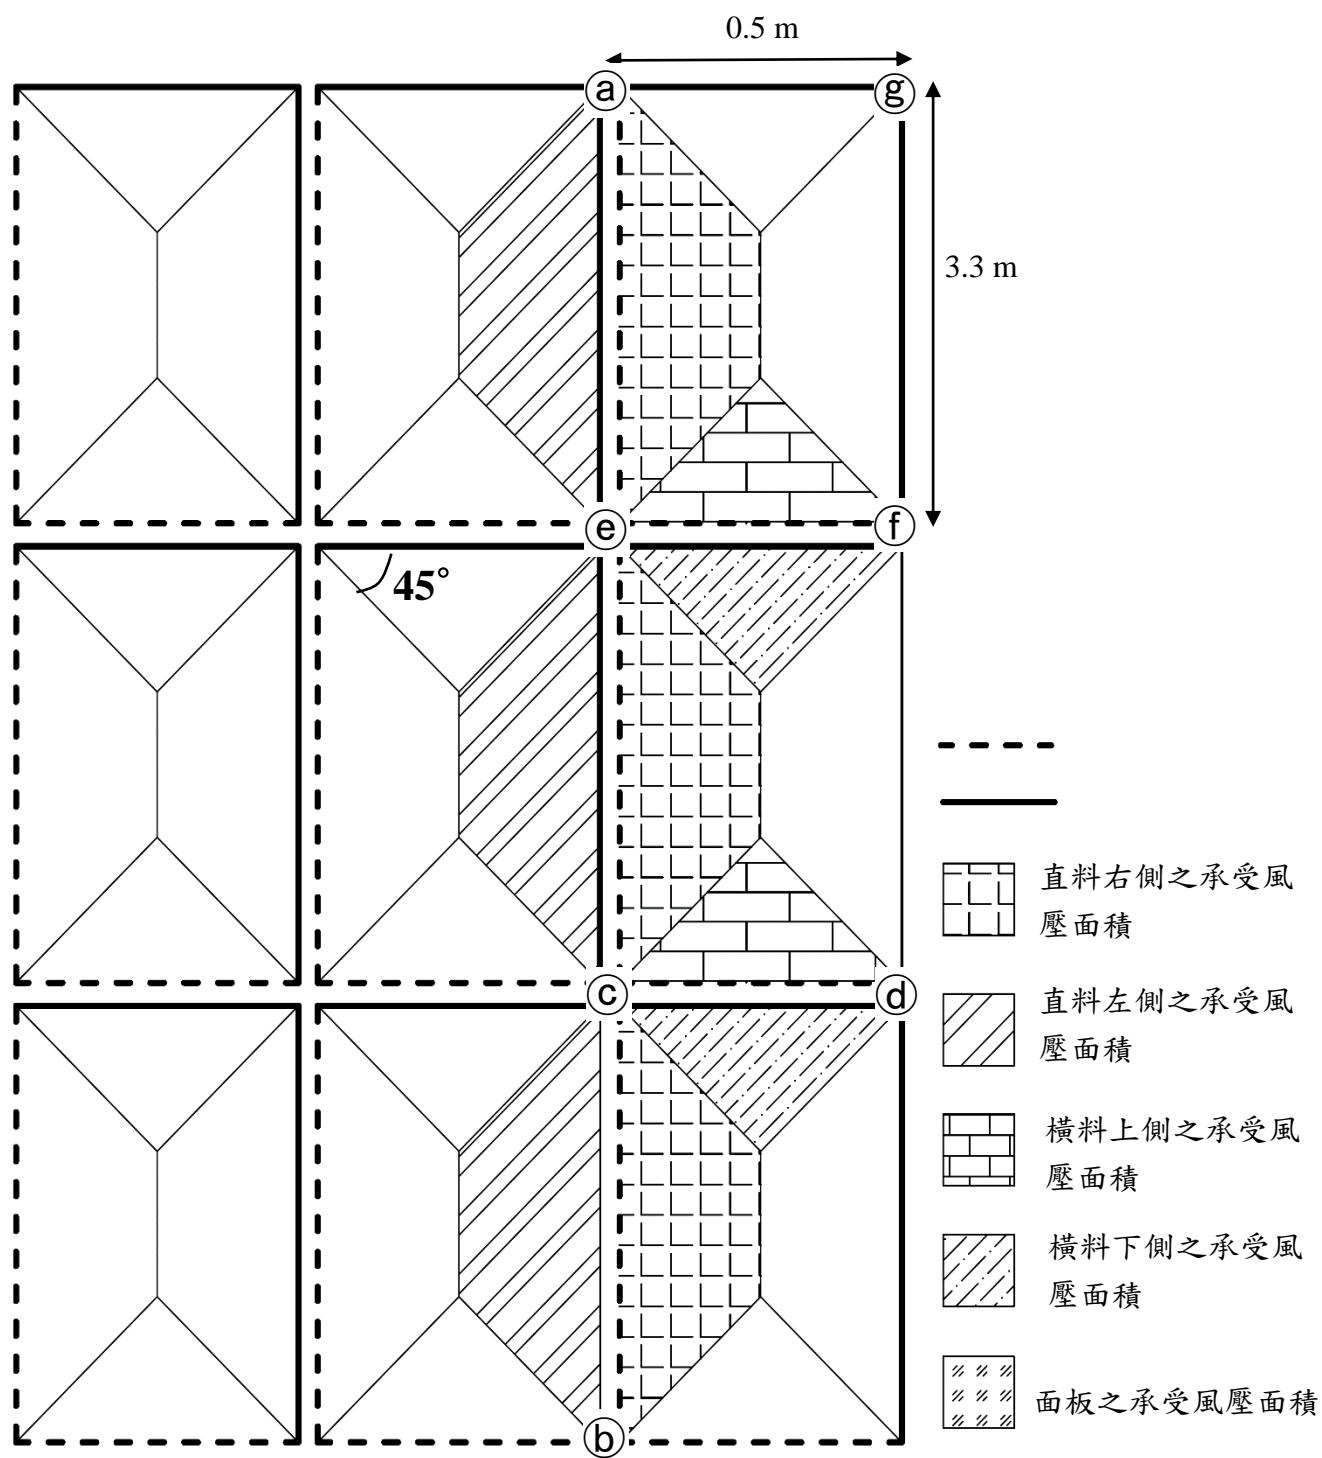 0.5 m
a
g
3.3 m
e
f
45°
直料右側之承受風
壓面積
c
d
直料左側之承受風
壓面積
橫料上側之承受風
壓面積
橫料下側之承受風
壓面積
面板之承受風壓面積
b